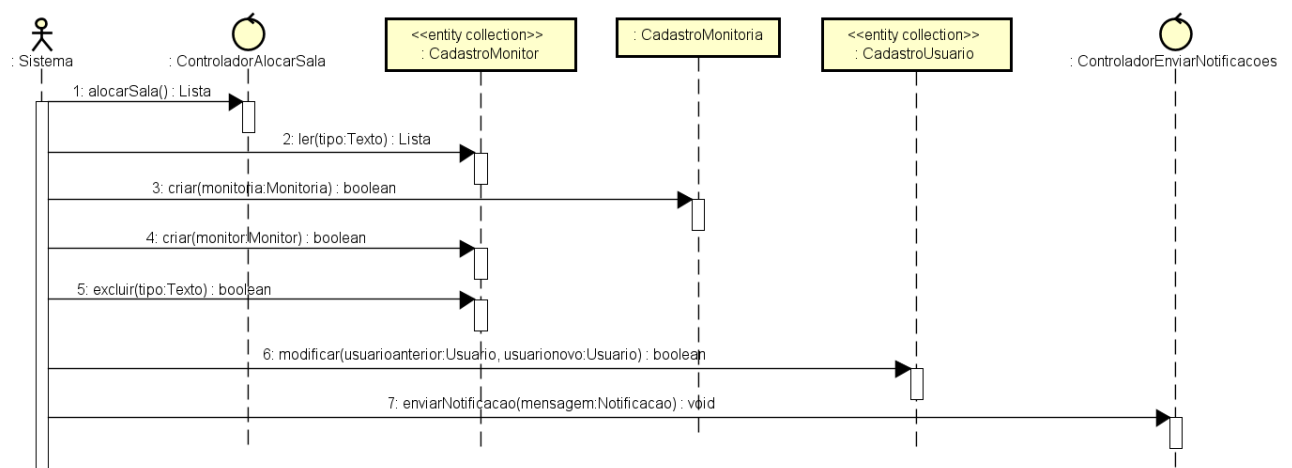 : Sistema
: ControladorAlocarSala
<<entity collection>>
: CadastroMonitor
: CadastroMonitoria
<<entity collection>>
: CadastroUsuario
: ControladorEnviarNotificacoes
1: alocarSala() : Lista
2: ler(tipo:Texto) : Lista
3: criar(monitoria:Monitoria) : boolean
4: criar(monitor:Monitor) : boolean
5: excluir(tipo:Texto) : boolean
6: modificar(usuarioanterior:Usuario, usuarionovo:Usuario) : boolean
7: enviarNotificacao(mensagem:Notificacao) : void